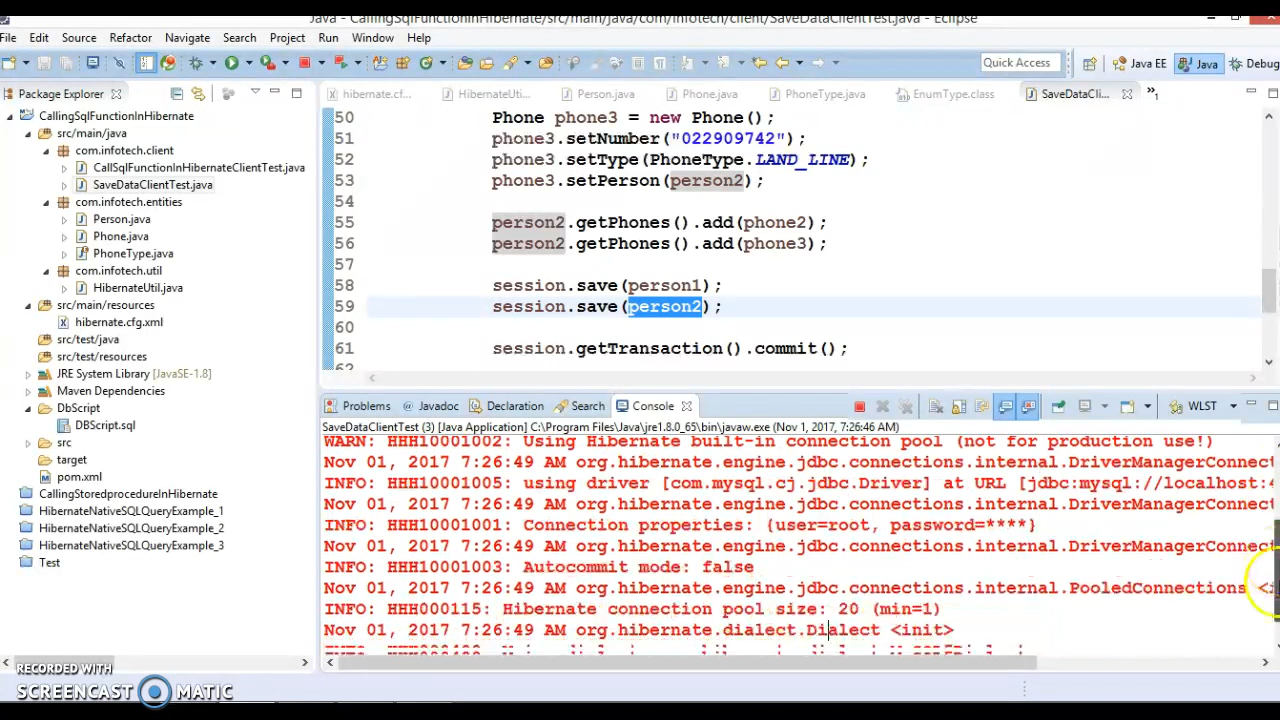 Java - CallingSqlFunctionInHibernate/src/main/java/com/infotech/client/SaveDataClientTest.java - Eclipse
File Edit Source Refactor Navigate Search Project Run Window Help
Quick Access Java EE Java Debug
Package Explorer
hibernate.cf... HibernateUti... Person.java Phone.java PhoneType.java EnumType.class SaveDataCli... »1
CallingSqlFunctionInHibernate
src/main/java
com.infotech.client
CallSqlFunctionInHibernateClientTest.java
SaveDataClientTest.java
com.infotech.entities
Person.java
Phone.java
PhoneType.java
com.infotech.util
HibernateUtil.java
src/main/resources
hibernate.cfg.xml
src/test/java
src/test/resources
JRE System Library [JavaSE-1.8]
Maven Dependencies
DbScript
DBScript.sql
src
target
pom.xml
CallingStoredprocedureInHibernate
HibernateNativeSQLQueryExample_1
HibernateNativeSQLQueryExample_2
HibernateNativeSQLQueryExample_3
Test
50 Phone phone3 = new Phone();
51 phone3.setNumber("022909742");
52 phone3.setType(PhoneType.LAND_LINE);
53 phone3.setPerson(person2);
54
55 person2.getPhones().add(phone2);
56 person2.getPhones().add(phone3);
57
58 session.save(person1);
59 session.save(person2);
60
61 session.getTransaction().commit();
Problems Javadoc Declaration Search Console WLST
SaveDataClientTest (3) [Java Application] C:\Program Files\Java\jre1.8.0_65\bin\javaw.exe (Nov 1, 2017, 7:26:46 AM)
WARN: HHH10001002: Using Hibernate built-in connection pool (not for production use!)
Nov 01, 2017 7:26:49 AM org.hibernate.engine.jdbc.connections.internal.DriverManagerConnect
INFO: HHH10001005: using driver [com.mysql.cj.jdbc.Driver] at URL [jdbc:mysql://localhost:
Nov 01, 2017 7:26:49 AM org.hibernate.engine.jdbc.connections.internal.DriverManagerConnect
INFO: HHH10001001: Connection properties: {user=root, password=****}
Nov 01, 2017 7:26:49 AM org.hibernate.engine.jdbc.connections.internal.DriverManagerConnect
INFO: HHH10001003: Autocommit mode: false
Nov 01, 2017 7:26:49 AM org.hibernate.engine.jdbc.connections.internal.PooledConnections <i
INFO: HHH000115: Hibernate connection pool size: 20 (min=1)
Nov 01, 2017 7:26:49 AM org.hibernate.dialect.Dialect <init>
RECORDED WITH
SCREENCAST MATIC